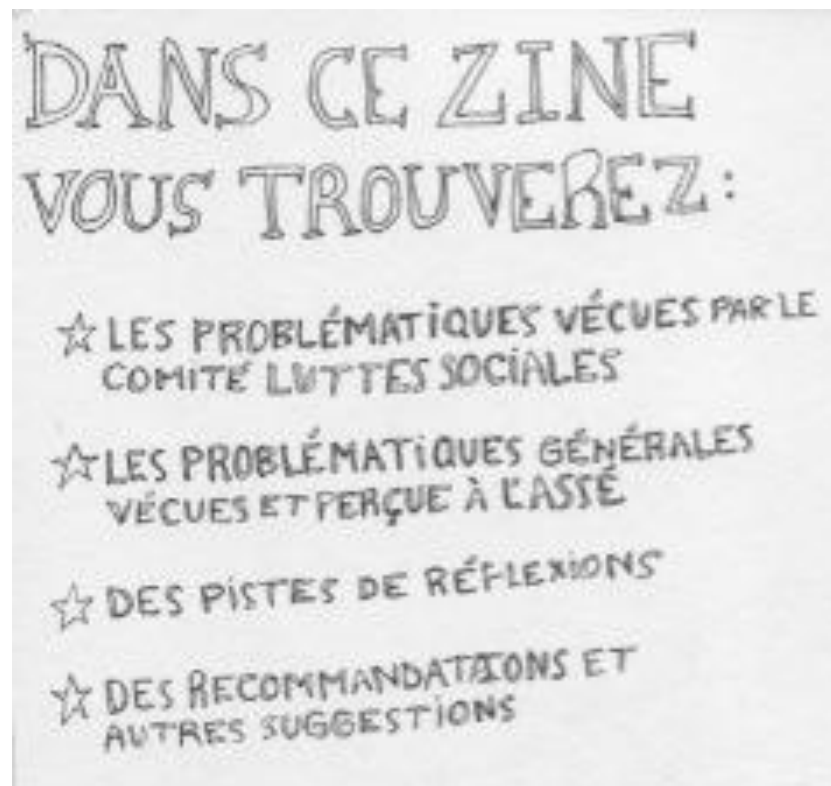 DANS CE ZINE
VOUS TROUVEREZ:
☆ LES PROBLÉMATIQUES VÉCUES PAR LE
COMITÉ LUTTES SOCIALES
☆ LES PROBLÉMATIQUES GÉNÉRALES
VÉCUES ET PERÇUE À L'ASSÉ
☆ DES PISTES DE RÉFLEXIONS
☆ DES RECOMMANDATIONS ET
AUTRES SUGGESTIONS